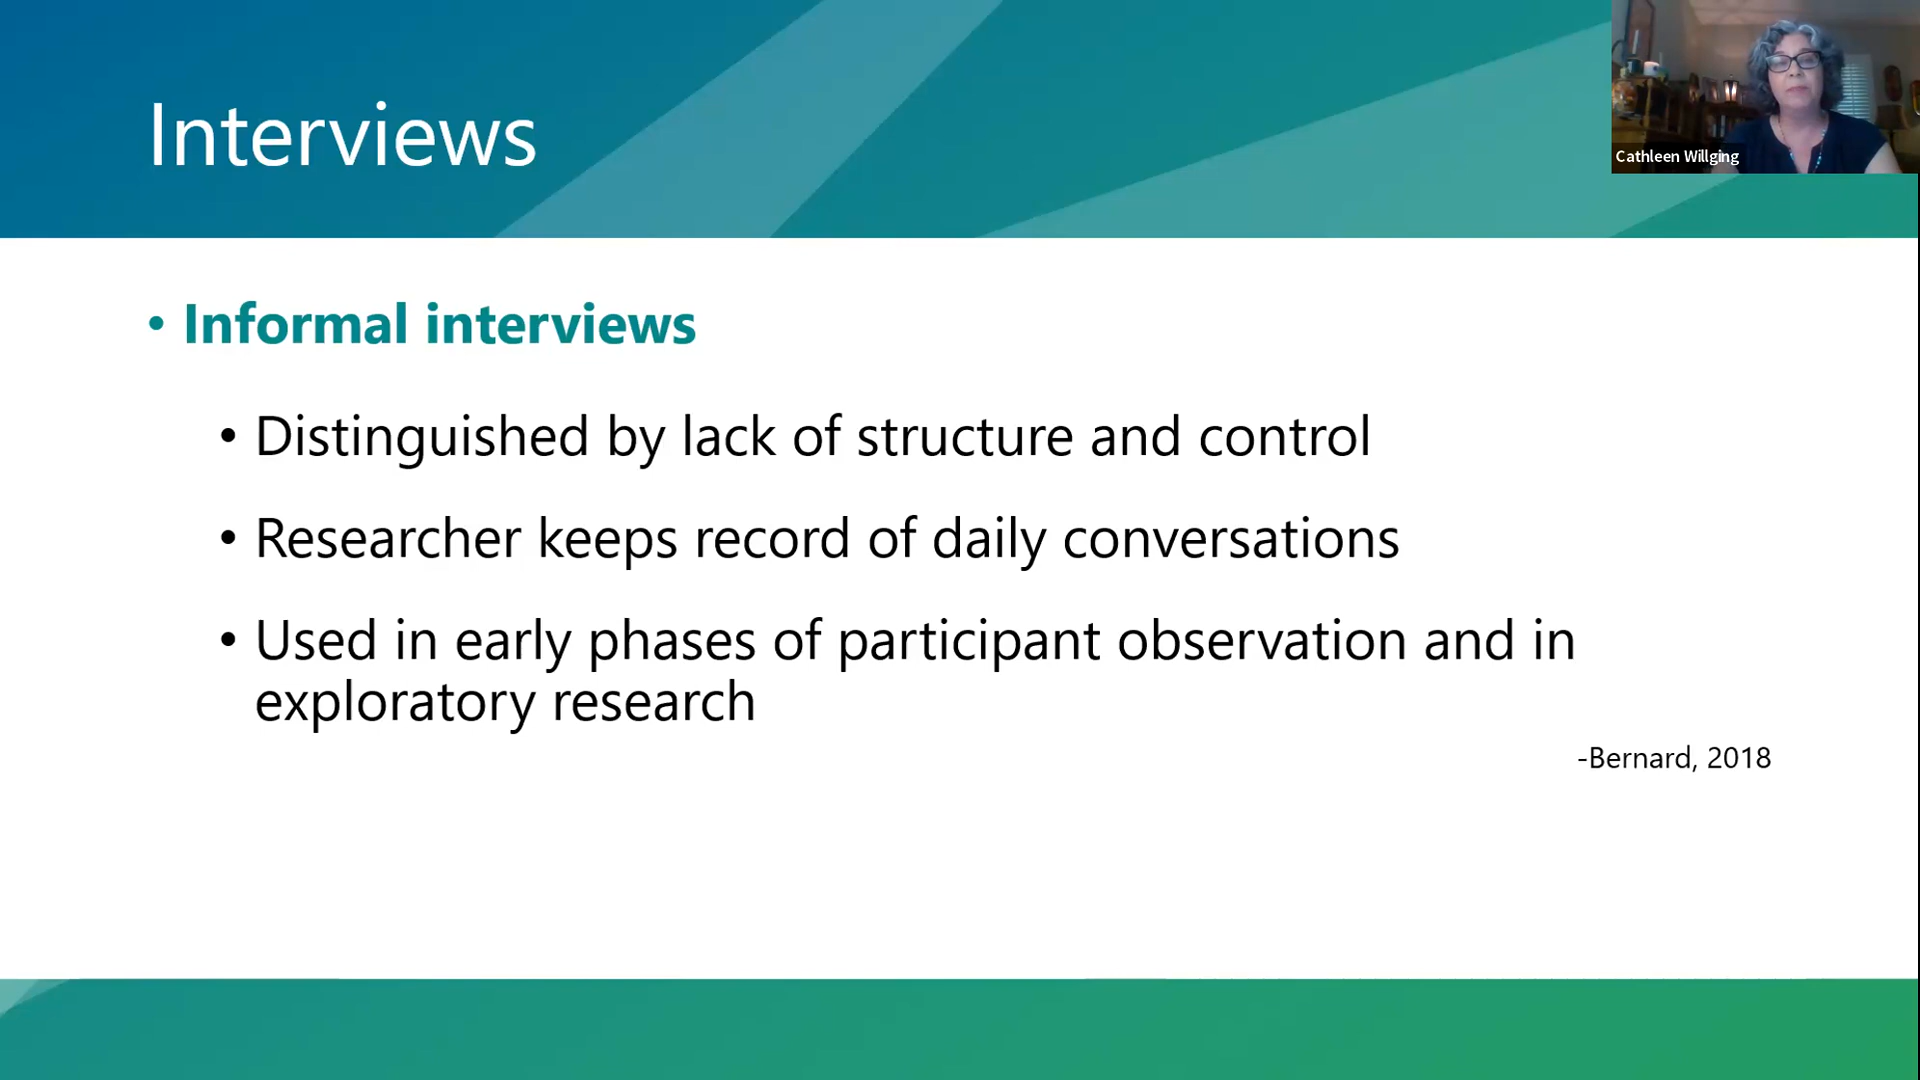 Interviews
Cathleen Willging
• Informal interviews
• Distinguished by lack of structure and control
• Researcher keeps record of daily conversations
• Used in early phases of participant observation and in
exploratory research
-Bernard, 2018